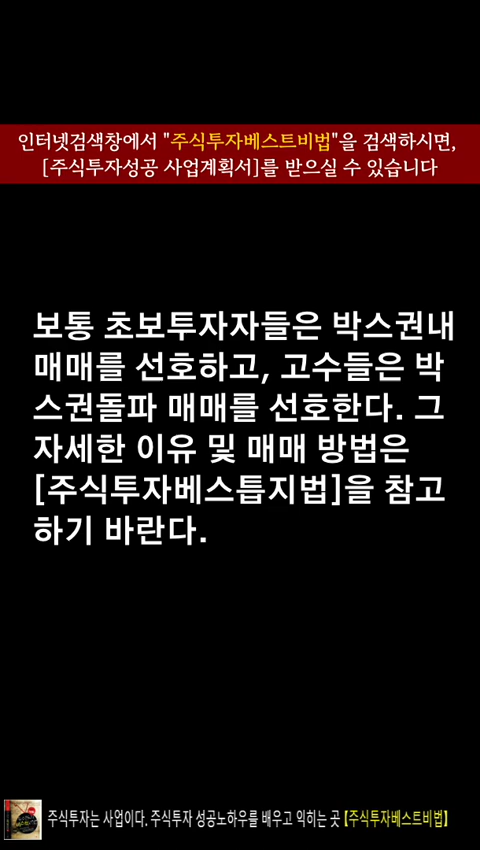 인터넷검색창에서 "주식투자베스트비법"을 검색하시면,
[주식투자성공 사업계획서]를 받으실 수 있습니다
보통 초보투자자들은 박스권내
매매를 선호하고, 고수들은 박
스권돌파 매매를 선호한다. 그
자세한 이유 및 매매 방법은
[주식투자베스틉지법]을 참고
하기 바란다.
주식투자는 사업이다. 주식투자 성공노하우를 배우고 익히는 곳 【주식투자베스트비법】